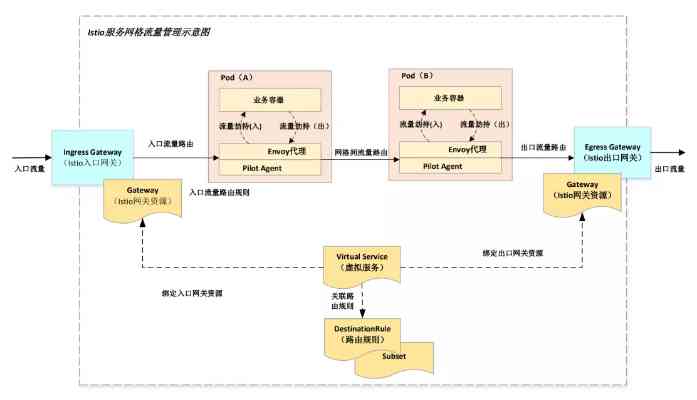 Istio服务网格流量管理示意图
Pod（A）
业务容器
流量劫持(入)
流量劫持（出）
Envoy代理
Pilot Agent
Pod（B）
业务容器
流量劫持(入)
流量劫持（出）
Envoy代理
Pilot Agent
入口流量
Ingress Gateway
（Istio入口网关）
入口流量路由
网格间流量路由
出口流量路由
Egress Gateway
（Istio出口网关）
出口流量
Gateway
（Istio网关资源）
入口流量路由规则
Gateway
（Istio网关资源）
绑定入口网关资源
Virtual Service
（虚拟服务）
绑定出口网关资源
关联路
由规则
DestinationRule
（路由规则）
Subset